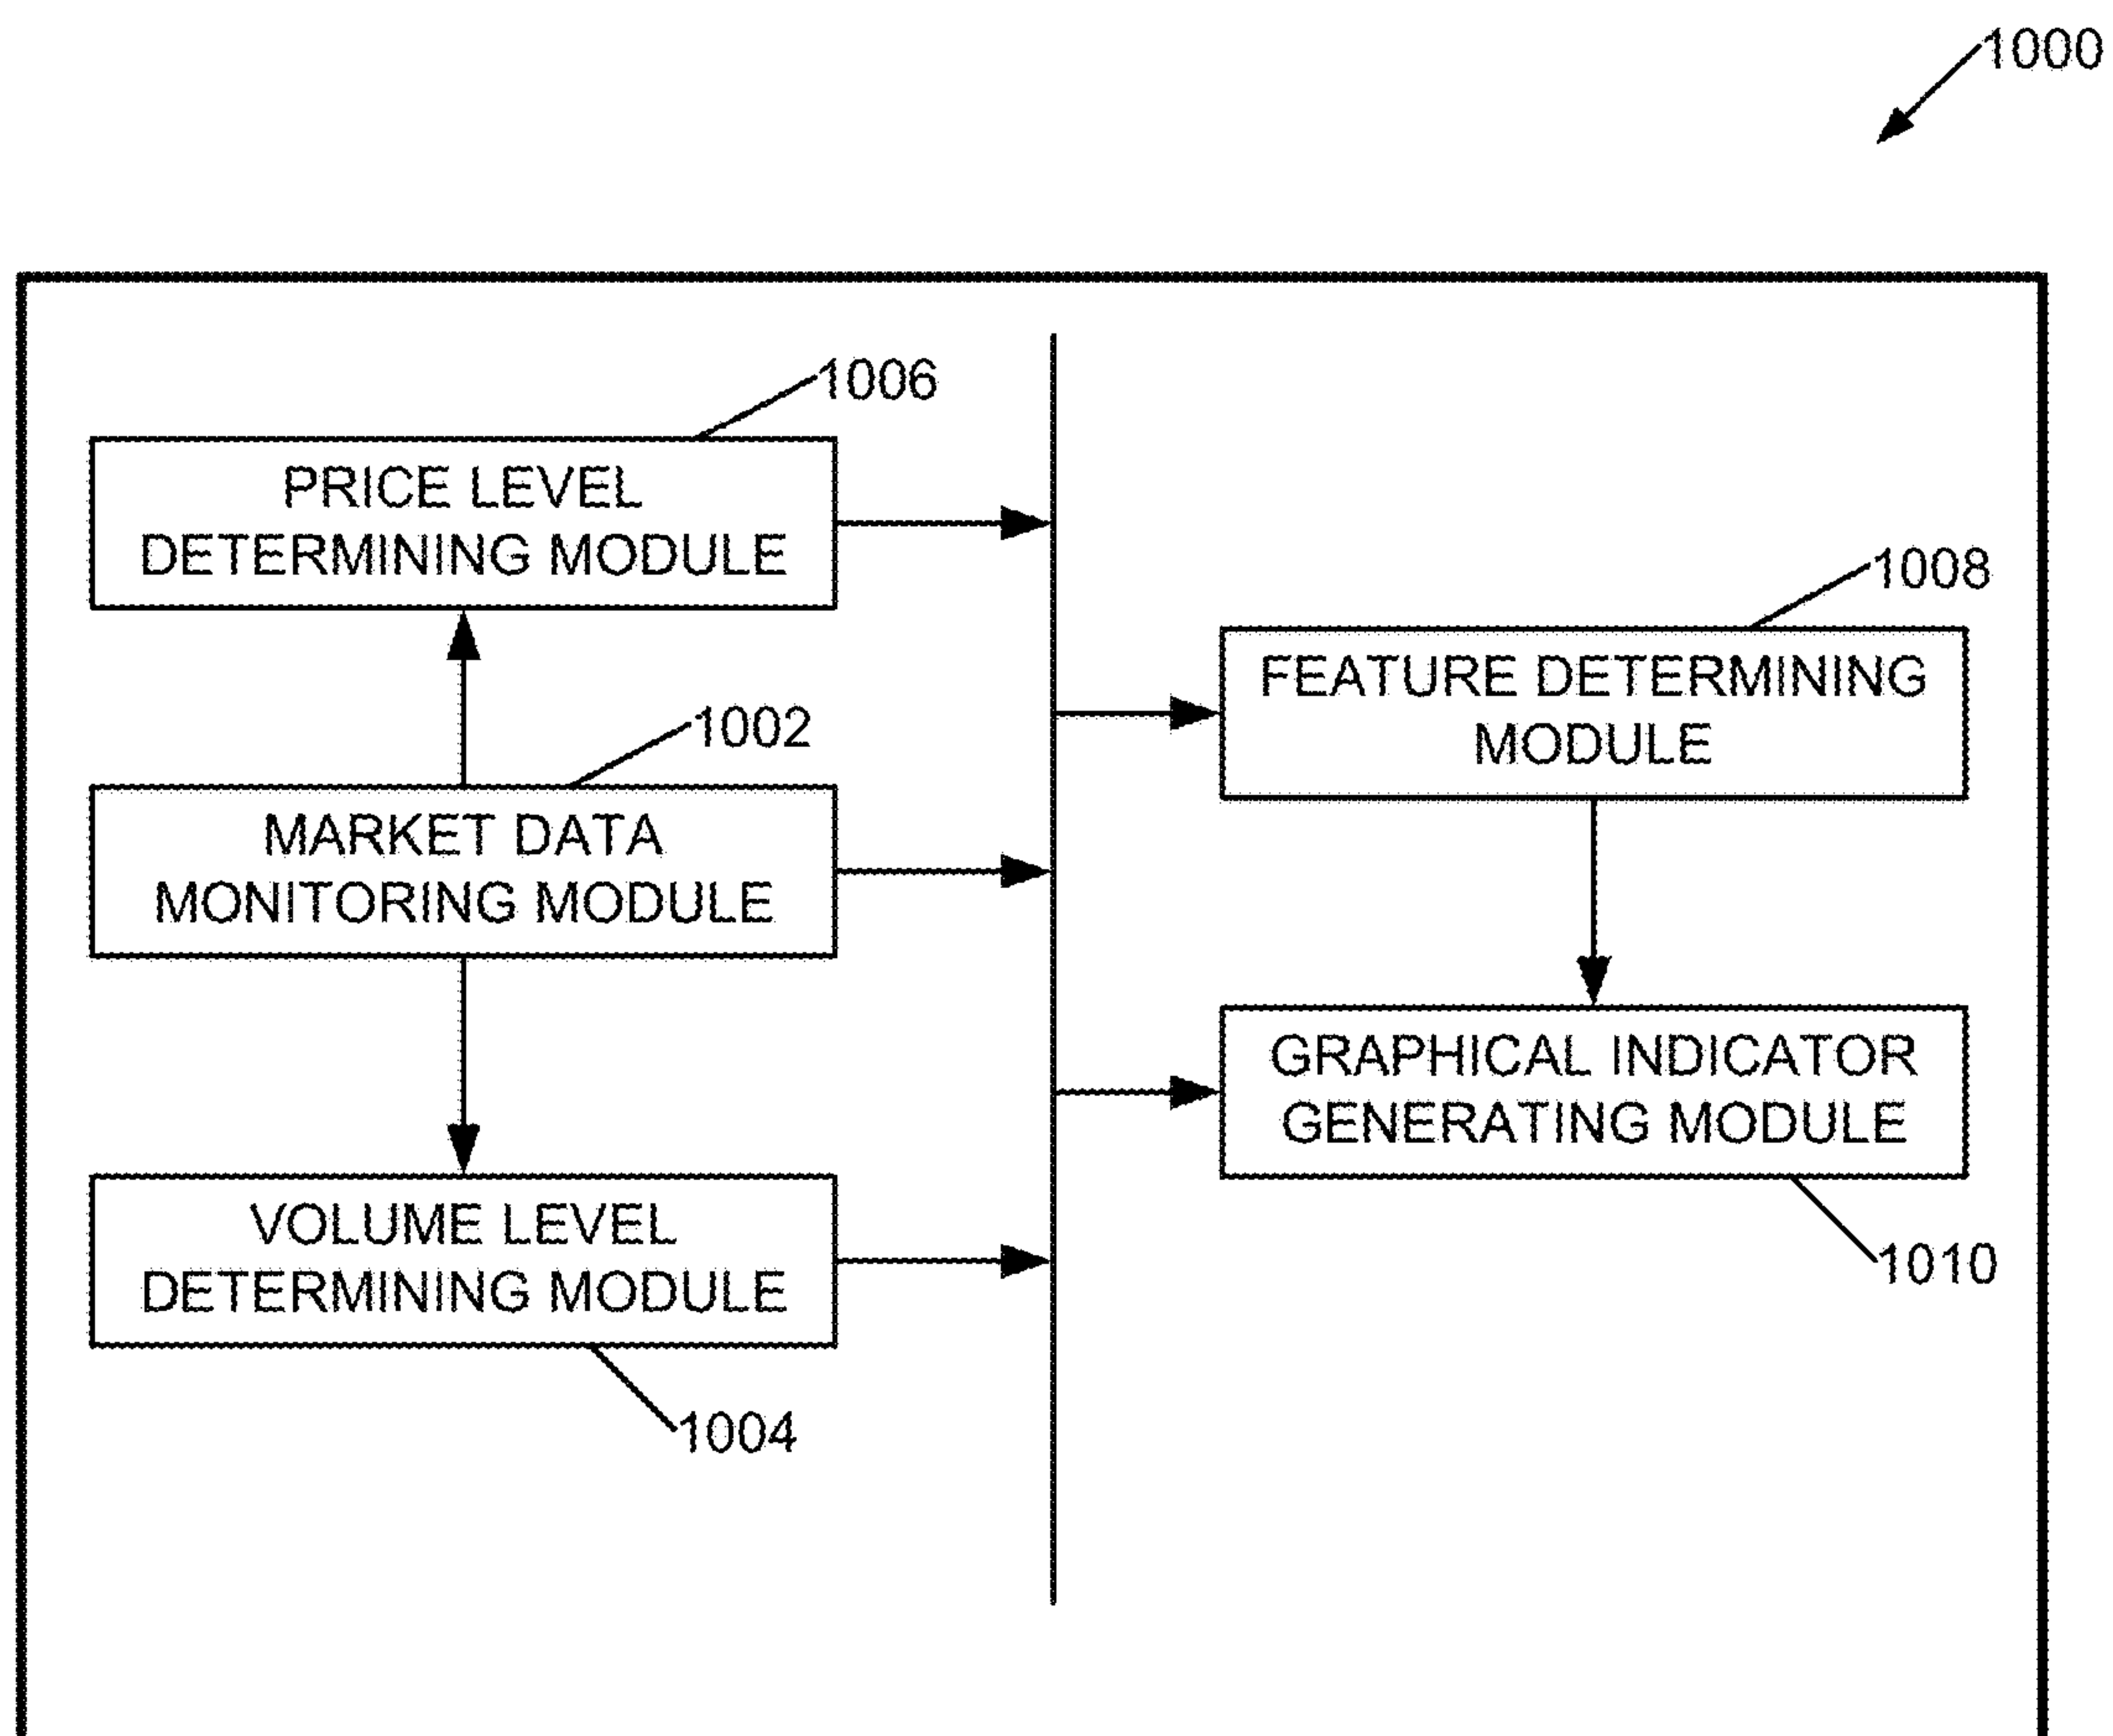 1000
1006
PRICE LEVEL
DETERMINING MODULE
1008
FEATURE DETERMINING
MODULE
1002
MARKET DATA
MONITORING MODULE
GRAPHICAL INDICATOR
GENERATING MODULE
1010
VOLUME LEVEL
DETERMINING MODULE
1004